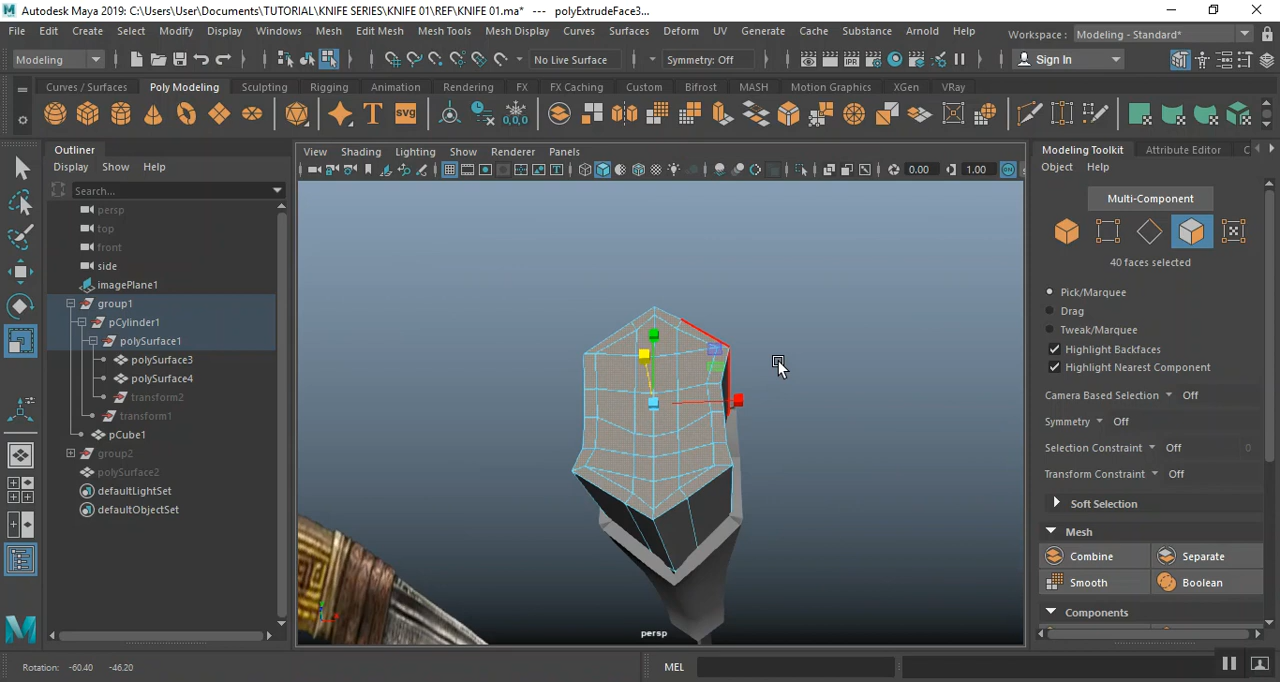 Autodesk Maya 2019: C:\Users\User\Documents\TUTORIAL\KNIFE SERIES\KNIFE 01\REF\KNIFE 01.ma* --- polyExtrudeFace3...
File Edit Create Select Modify Display Windows Mesh Edit Mesh Mesh Tools Mesh Display Curves Surfaces Deform UV Generate Cache Substance Arnold Help Workspace : Modeling - Standard*
Modeling No Live Surface Symmetry: Off Sign In
Curves / Surfaces Poly Modeling Sculpting Rigging Animation Rendering FX FX Caching Custom Bifrost MASH Motion Graphics XGen VRay
T SVG 0,0,0
Outliner
Display Show Help
Search...
persp
top
front
side
imagePlane1
group1
pCylinder1
polySurface1
polySurface3
polySurface4
transform2
transform1
pCube1
group2
polySurface2
defaultLightSet
defaultObjectSet
View Shading Lighting Show Renderer Panels
0.00 1.00
persp
Modeling Toolkit Attribute Editor C
Object Help
Multi-Component
40 faces selected
Pick/Marquee
Drag
Tweak/Marquee
Highlight Backfaces
Highlight Nearest Component
Camera Based Selection Off
Symmetry Off
Selection Constraint Off 0
Transform Constraint Off
Soft Selection
Mesh
Combine Separate
Smooth Boolean
Components
Rotation: -60.40 -46.20 MEL